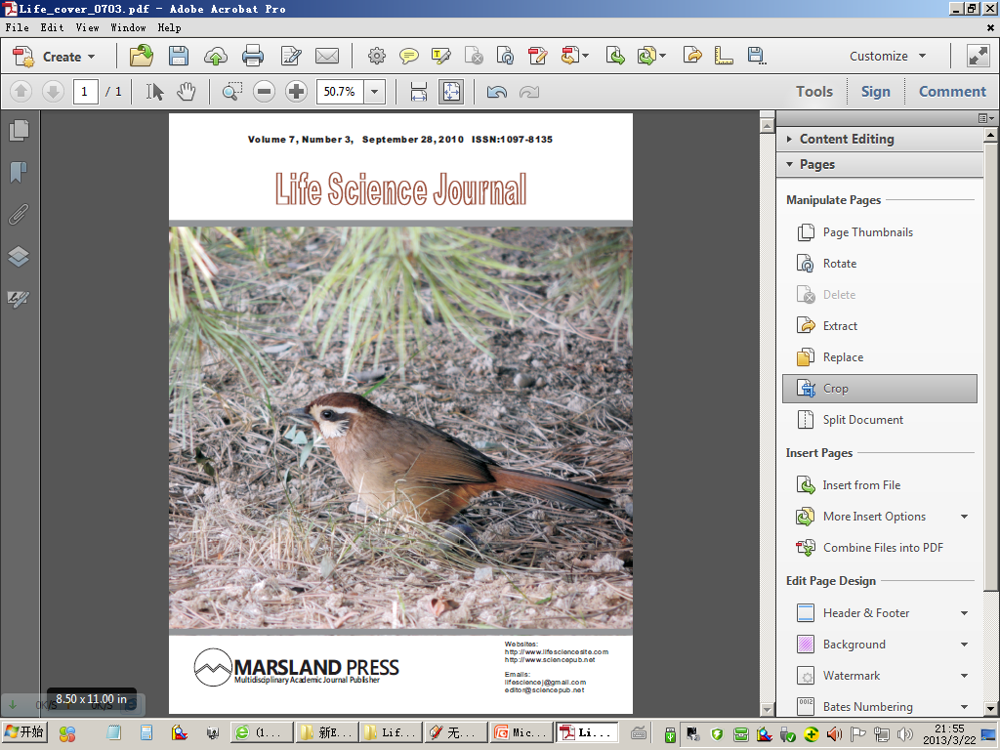 Life_cover_0703.pdf - Adobe Acrobat Pro
File Edit View Window Help
Create Customize
1 / 1 50.7% Tools Sign Comment
Volume 7, Number 3, September 28, 2010 ISSN:1097-8135
Life Science Journal
MARSLAND PRESS
Multidisciplinary Academic Journal Publisher
Websites:
http://www.lifesciencesite.com
http://www.sciencepub.net
Emails:
lifesciencej@gmail.com
editor@sciencepub.net
8.50 x 11.00 in
Content Editing
Pages
Manipulate Pages
Page Thumbnails
Rotate
Delete
Extract
Replace
Crop
Split Document
Insert Pages
Insert from File
More Insert Options
Combine Files into PDF
Edit Page Design
Header & Footer
Background
Watermark
Bates Numbering
开始 (1... 新E... Lif... 无... Mic... Li...
21:55
2013/3/22